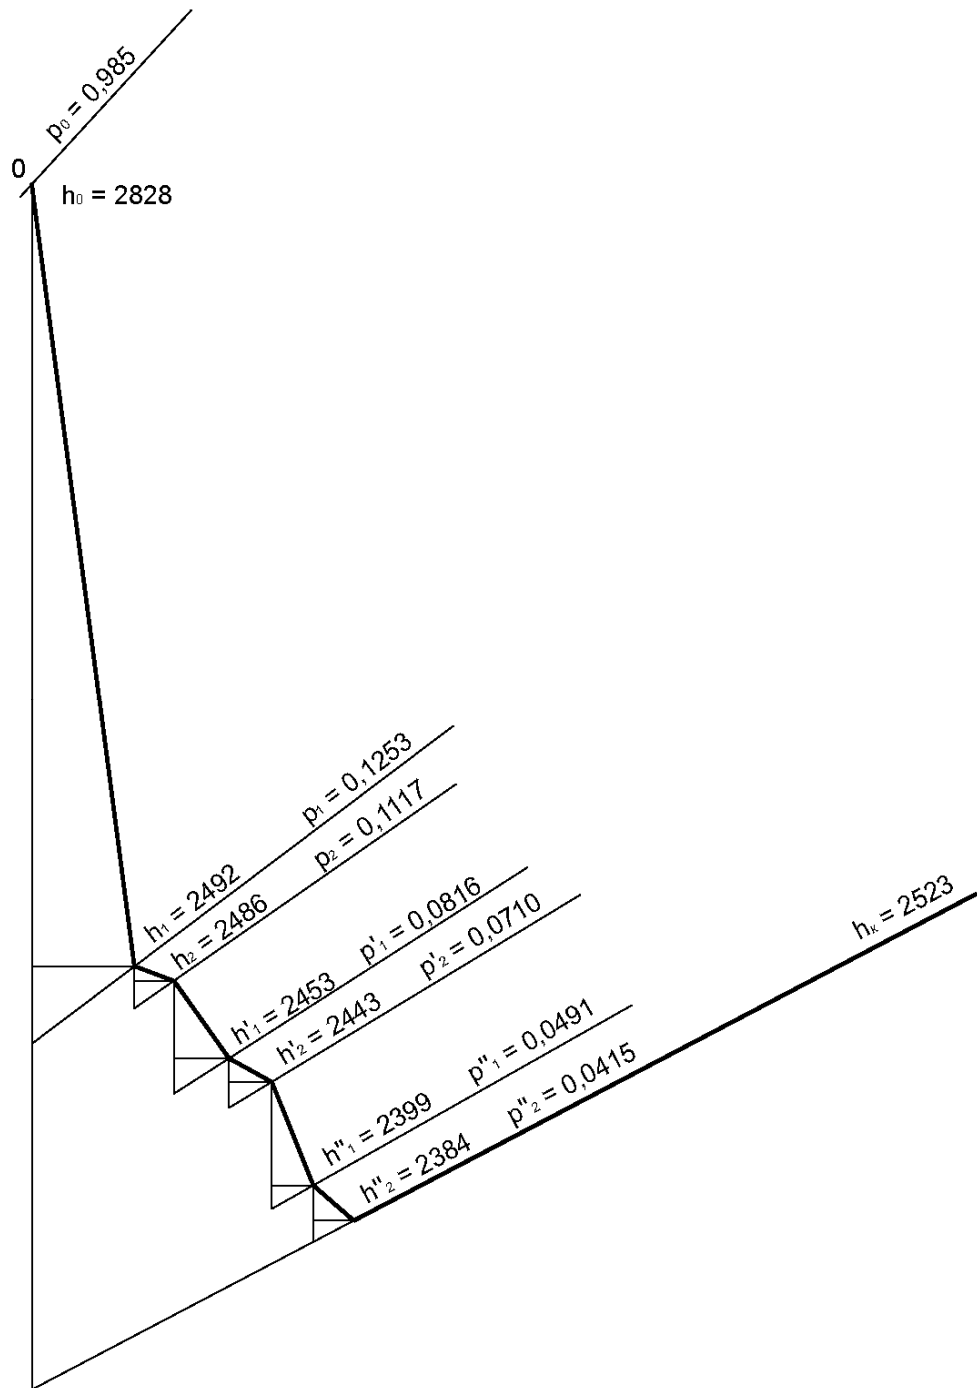 p₀ = 0,985
0
h₀ = 2828
p₁ = 0,1253
h₁ = 2492
p₂ = 0,1117
h₂ = 2486
p'₁ = 0,0816
h'₁ = 2453
p'₂ = 0,0710
h'₂ = 2443
hк = 2523
p"₁ = 0,0491
h"₁ = 2399
p"₂ = 0,0415
h"₂ = 2384